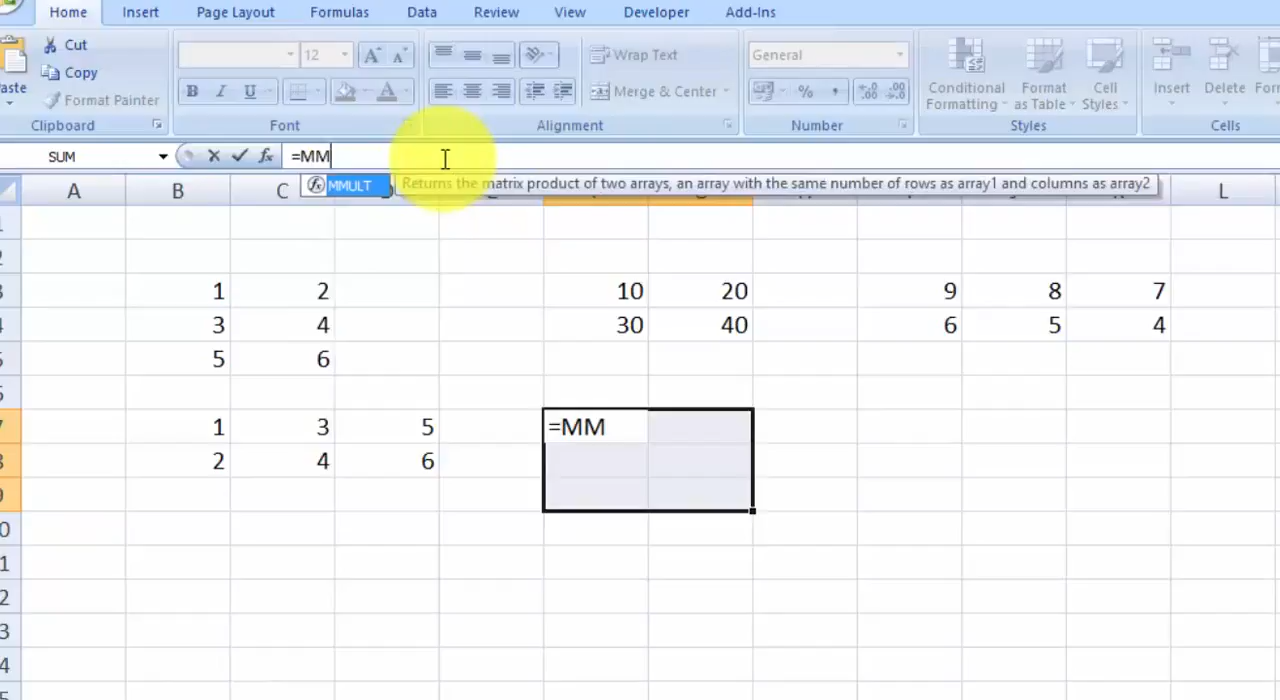 Home Insert Page Layout Formulas Data Review View Developer Add-Ins
Cut
Copy
Format Painter
Clipboard
12
Font
Wrap Text
Merge & Center
Alignment
General
Number
Conditional Formatting
Format as Table
Cell Styles
Styles
Insert Delete
Cells
SUM =MM
MMULT Returns the matrix product of two arrays, an array with the same number of rows as array1 and columns as array2
A B C L
1 2 10 20 9 8 7
3 4 30 40 6 5 4
5 6
1 3 5 =MM
2 4 6